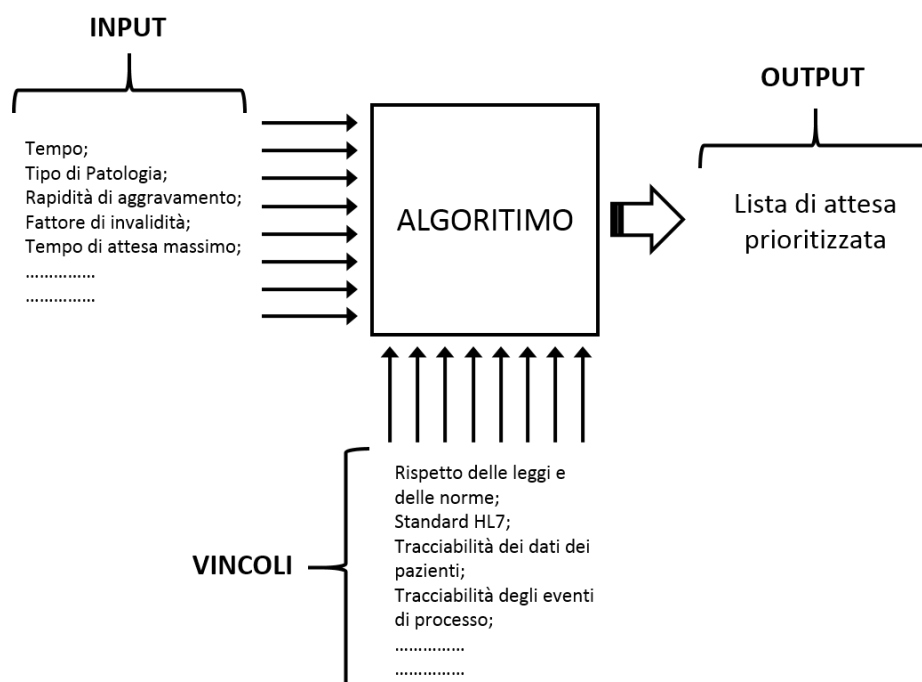 INPUT
Tempo;
Tipo di Patologia;
Rapidità di aggravamento;
Fattore di invalidità;
Tempo di attesa massimo;
……………
……………
ALGORITIMO
OUTPUT
Lista di attesa
prioritizzata
VINCOLI
Rispetto delle leggi e
delle norme;
Standard HL7;
Tracciabilità dei dati dei
pazienti;
Tracciabilità degli eventi
di processo;
……………
……………